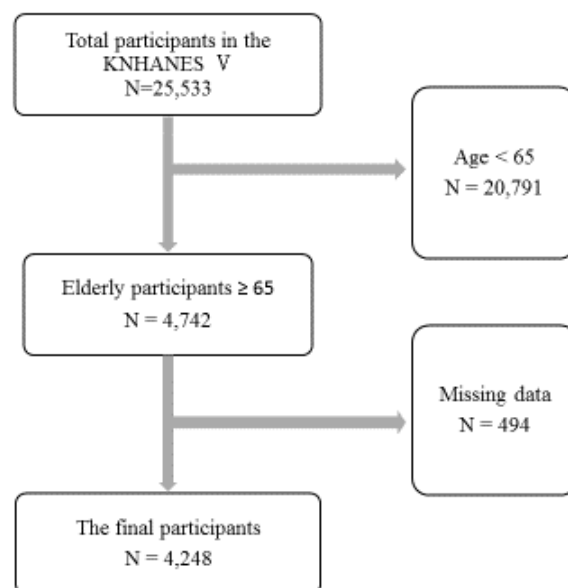 Total participants in the
KNHANES V
N=25,533
Age < 65
N = 20,791
Elderly participants ≥ 65
N = 4,742
Missing data
N = 494
The final participants
N = 4,248